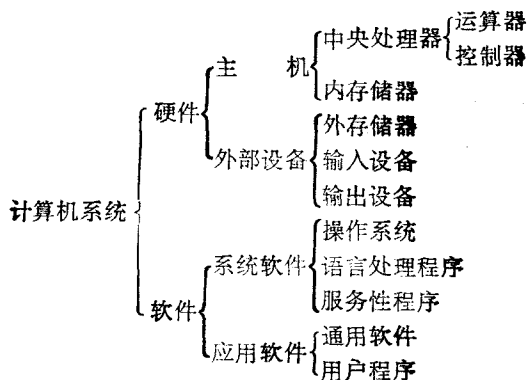 运算器
中央处理器
控制器
主机
内存储器
硬件
外存储器
外部设备
输入设备
输出设备
计算机系统
操作系统
系统软件
语言处理程序
服务性程序
软件
通用软件
应用软件
用户程序